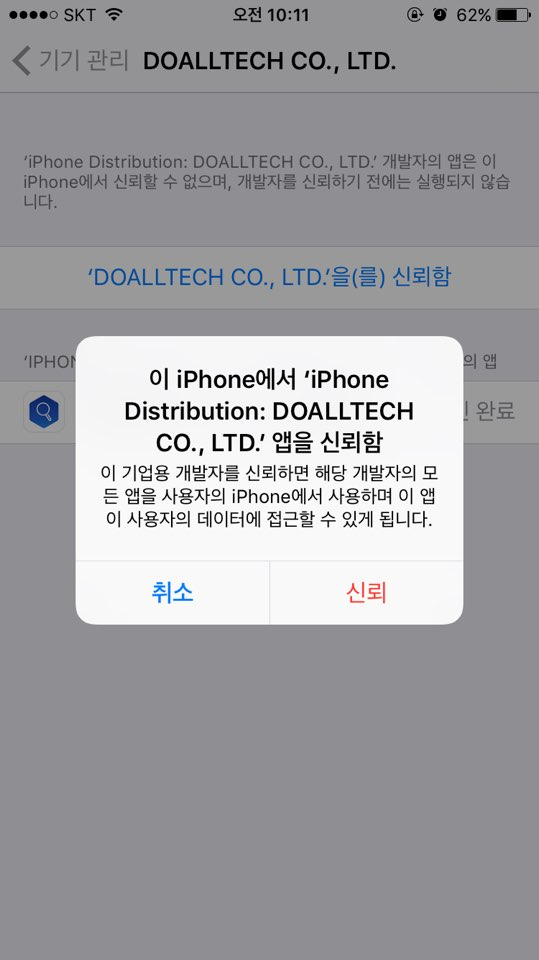 SKT 오전 10:11 62%
기기 관리 DOALLTECH CO., LTD.
‘iPhone Distribution: DOALLTECH CO., LTD.’ 개발자의 앱은 이
iPhone에서 신뢰할 수 없으며, 개발자를 신뢰하기 전에는 실행되지 않습
니다.
‘DOALLTECH CO., LTD.’을(를) 신뢰함
‘IPHON 의 앱
이 iPhone에서 ‘iPhone
Distribution: DOALLTECH
CO., LTD.’ 앱을 신뢰함
이 기업용 개발자를 신뢰하면 해당 개발자의 모
든 앱을 사용자의 iPhone에서 사용하며 이 앱
이 사용자의 데이터에 접근할 수 있게 됩니다.
완료
취소 신뢰